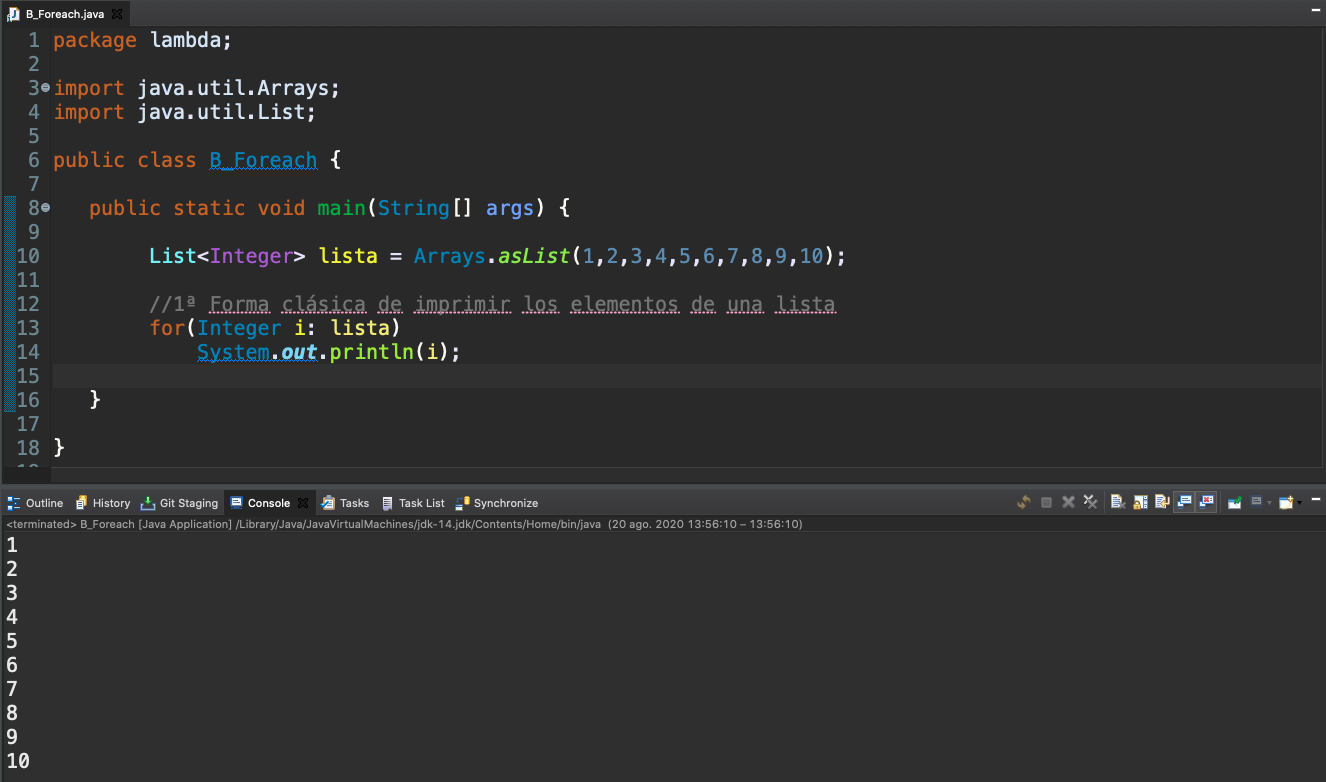 B_Foreach.java
1 package lambda;
2
3 import java.util.Arrays;
4 import java.util.List;
5
6 public class B_Foreach {
7
8 public static void main(String[] args) {
9
10 List<Integer> lista = Arrays.asList(1,2,3,4,5,6,7,8,9,10);
11
12 //1ª Forma clásica de imprimir los elementos de una lista
13 for(Integer i: lista)
14 System.out.println(i);
15
16 }
17
18 }
Outline History Git Staging Console Tasks Task List Synchronize
<terminated> B_Foreach [Java Application] /Library/Java/JavaVirtualMachines/jdk-14.jdk/Contents/Home/bin/java (20 ago. 2020 13:56:10 – 13:56:10)
1
2
3
4
5
6
7
8
9
10